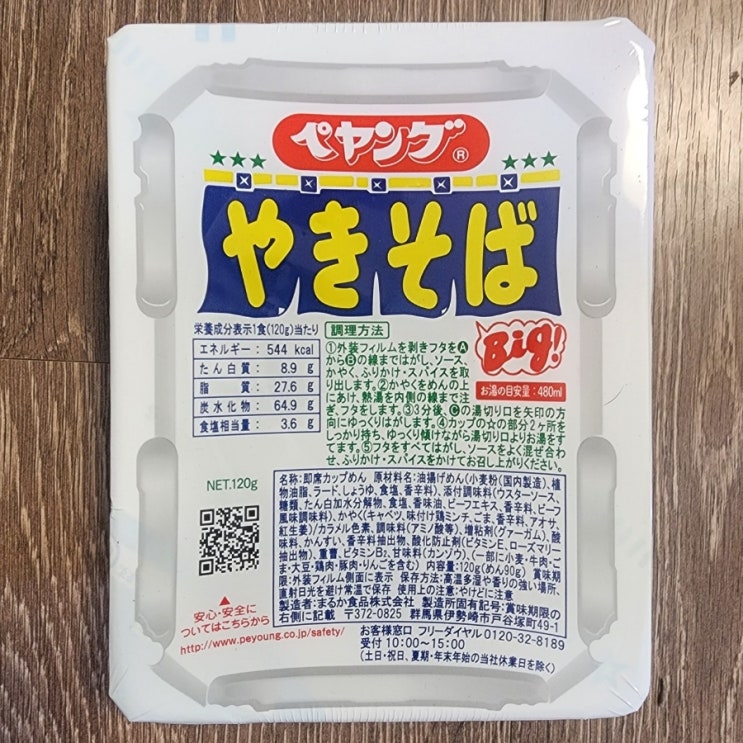 ペヤング®
★★★ ★★★
やきそば
栄養成分表示1食(120g)当たり
エネルギー: 544 kcal
たん白質: 8.9 g
脂質: 27.6 g
炭水化物: 64.9 g
食塩相当量: 3.6 g
調理方法
①外装フィルムを剥きフタをⒶ
からⒷの線まではがし、ソース、
かやく、ふりかけ・スパイスを取
り出します。②かやくをめんの上
にあけ、熱湯を内側の線まで注
ぎ、フタをします。③3分後、Ⓒの湯切り口を矢印の方
向にゆっくりはがします。④カップの☆の部分2ヶ所を
しっかり持ち、ゆっくり傾けながら湯切り口よりお湯をす
てます。⑤フタをすべてはがし、ソースをよく混ぜ合わ
せ、ふりかけ・スパイスをかけてお召し上がりください。
Big!
お湯の目安量:480ml
NET.120g
名称:即席カップめん 原材料名:油揚げめん(小麦粉(国内製造)、植
物油脂、ラード、しょうゆ、食塩、香辛料)、添付調味料(ウスターソース、
糖類、たん白加水分解物、食塩、香味油、ビーフエキス、香辛料、ビーフ
風味調味料)、かやく(キャベツ、味付け鶏ミンチ、ごま、香辛料、アオサ、
紅生姜)/カラメル色素、調味料(アミノ酸等)、増粘剤(グァーガム)、酸
味料、かんすい、香辛料抽出物、酸化防止剤(ビタミンE、ローズマリー
抽出物)、重曹、ビタミンB₂、甘味料(カンゾウ)、(一部に小麦・牛肉・ご
ま・大豆・鶏肉・豚肉・りんごを含む) 内容量:120g(めん90g) 賞味期
限:外装フィルム側面に表示 保存方法:高温多湿や香りの強い場所、
直射日光を避け常温で保存 使用上の注意:やけどに注意
製造者:まるか食品株式会社 製造所固有記号:賞味期限の
右側に記載 〒372-0825 群馬県伊勢崎市戸谷塚町49-1
安心・安全に
ついてはこちらから
http://www.peyoung.co.jp/safety/
お客様窓口 フリーダイヤル0120-32-8189
受付 10:00~15:00
(土日・祝日、夏期・年末年始の当社休業日を除く)